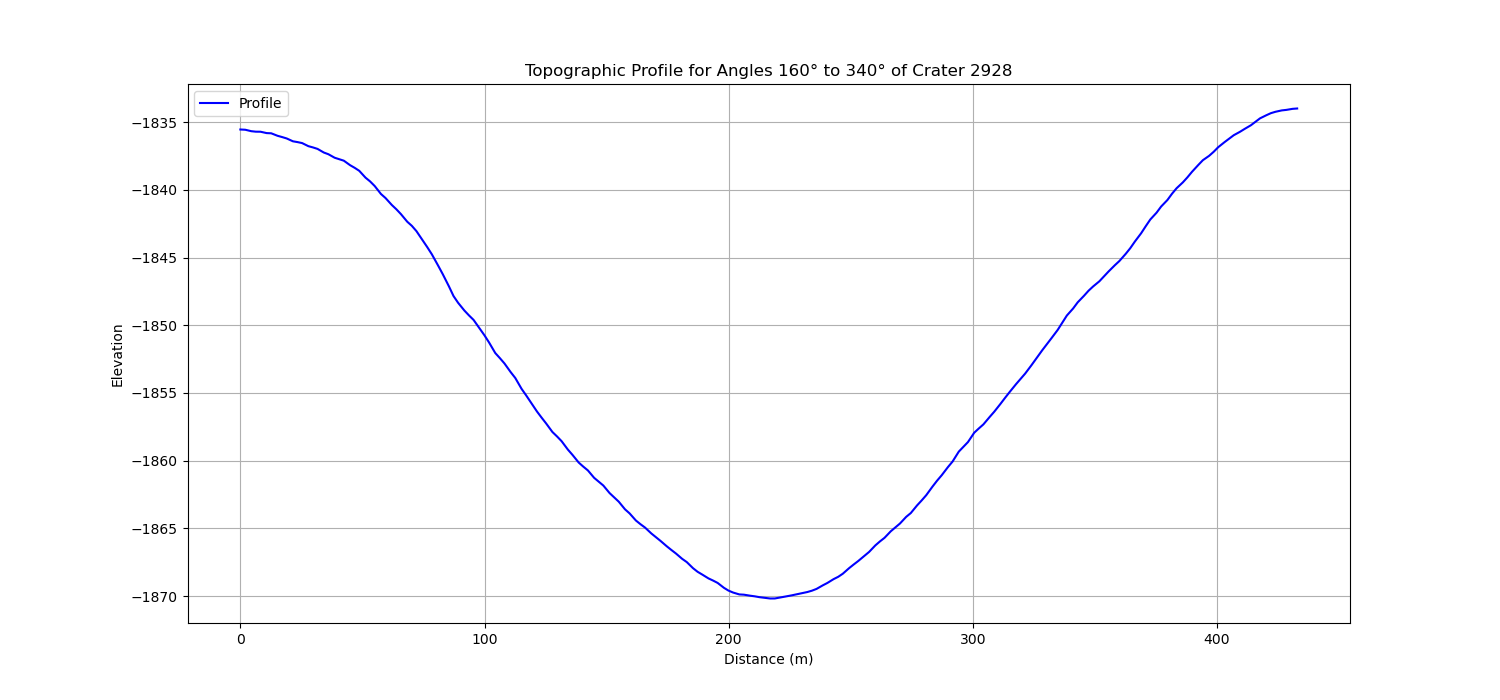 Topographic Profile for Angles 160° to 340° of Crater 2928
Profile
−1835
−1840
−1845
−1850
−1855
−1860
−1865
−1870
Elevation
0 100 200 300 400
Distance (m)